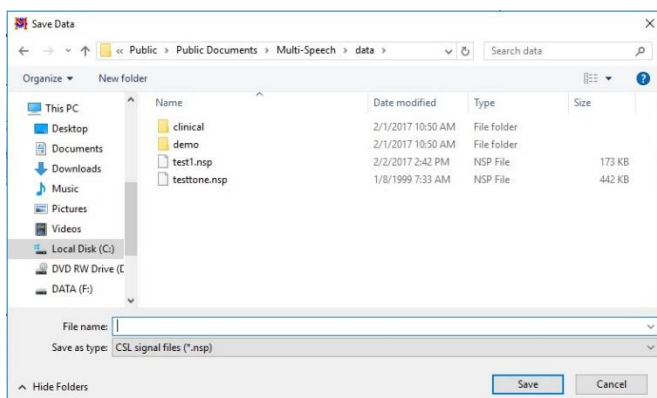 Save Data
« Public > Public Documents > Multi-Speech > data > Search data
Organize New folder
Name Date modified Type Size
This PC
Desktop
Documents
Downloads
Music
Pictures
Videos
Local Disk (C:)
DVD RW Drive (D
DATA (F:)
clinical 2/1/2017 10:50 AM File folder
demo 2/1/2017 10:50 AM File folder
test1.nsp 2/2/2017 2:42 PM NSP File 173 KB
testtone.nsp 1/8/1999 7:33 AM NSP File 442 KB
File name:
Save as type: CSL signal files (*.nsp)
Hide Folders Save Cancel